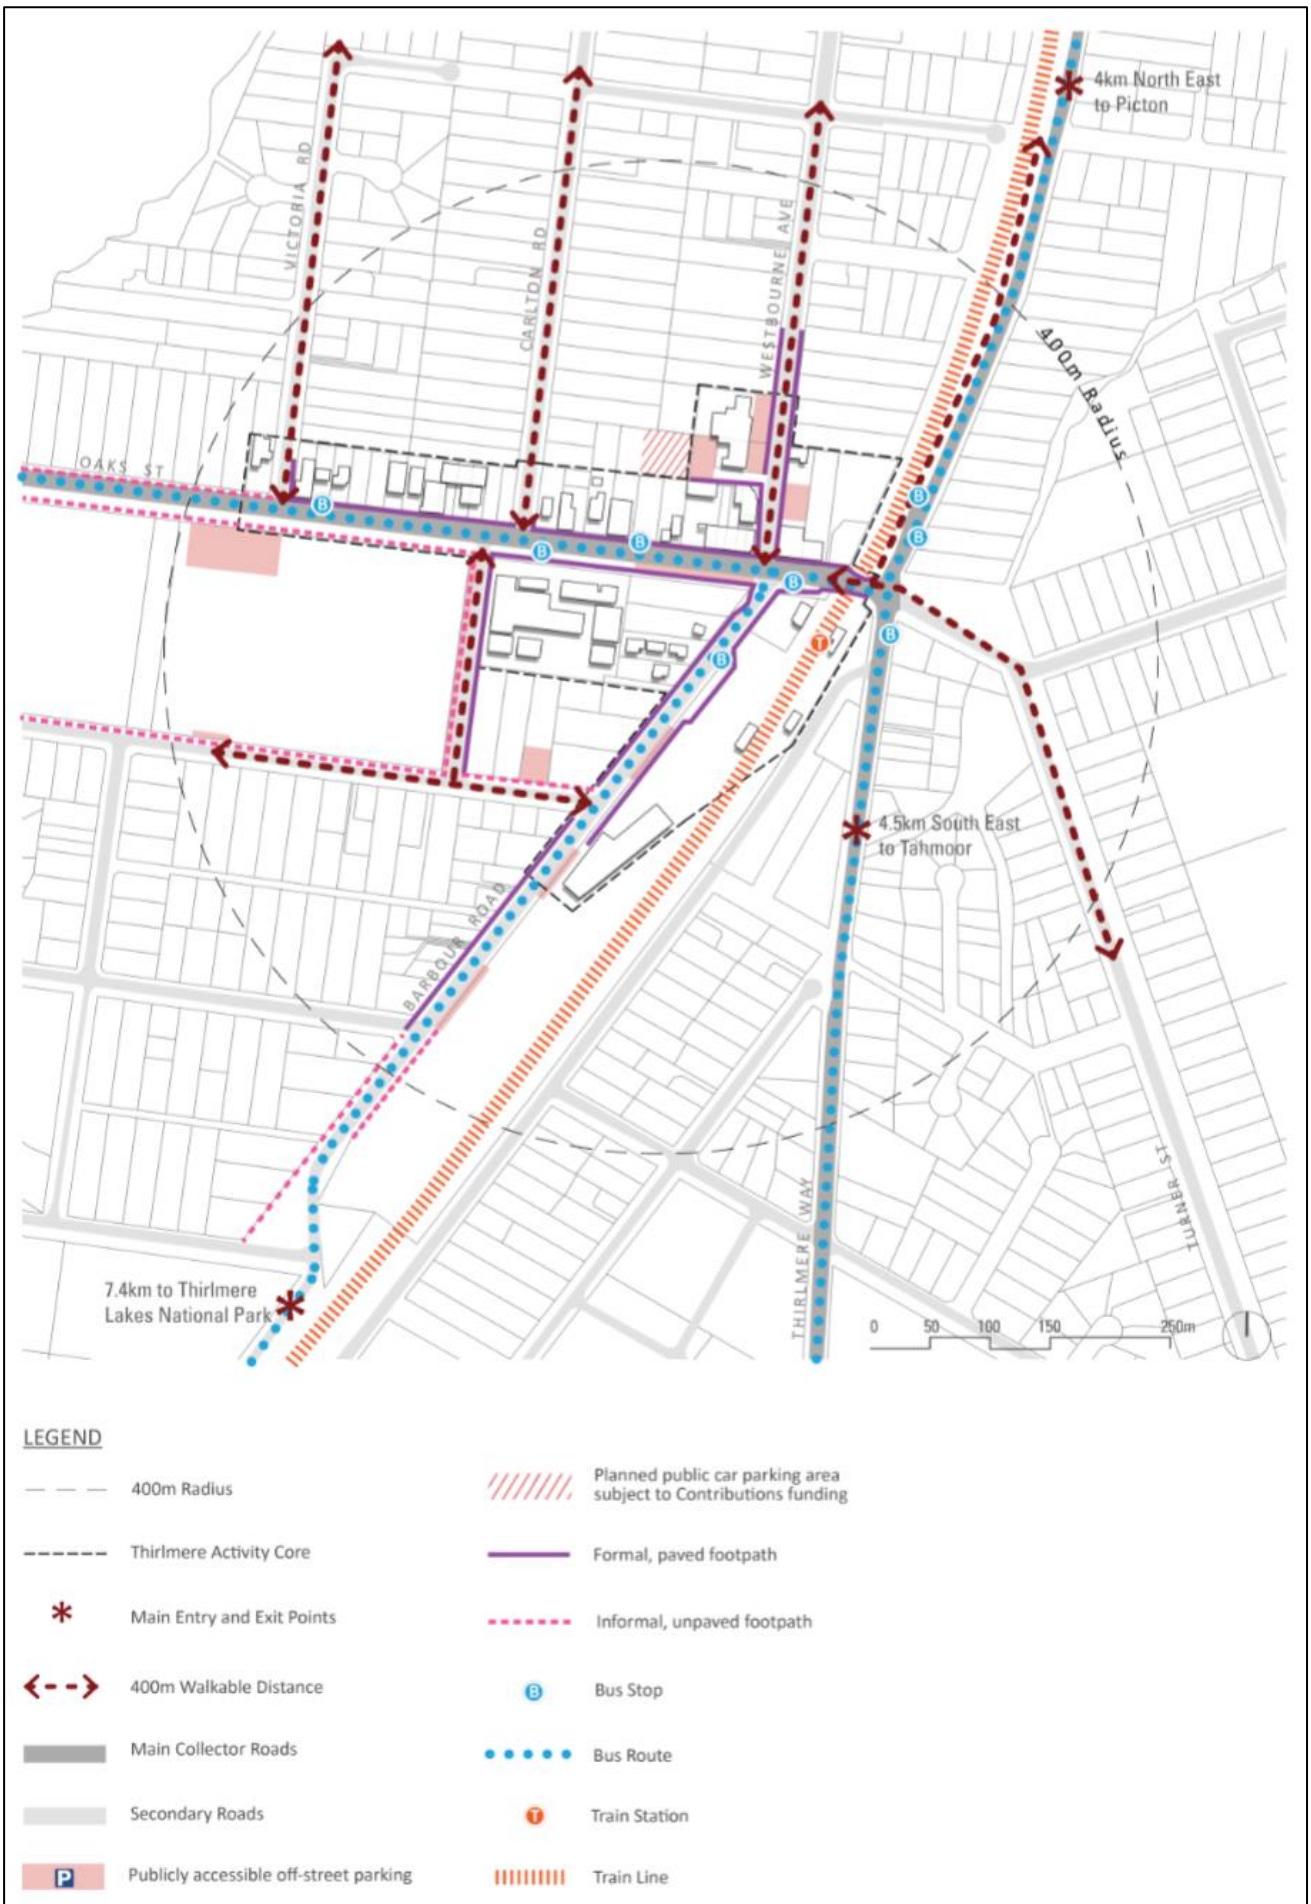 4km North East
to Picton
VICTORIA RD
CARLTON RD
WESTBOURNE AVE
400m Radius
OAKS ST
B
B
B
B
B
B
B
B
T
4.5km South East
to Tahmoor
BARBOUR ROAD
TURNER ST
THIRLMERE WAY
7.4km to Thirlmere
Lakes National Park
0 50 100 150 250m
LEGEND
400m Radius
Thirlmere Activity Core
Main Entry and Exit Points
400m Walkable Distance
Main Collector Roads
Secondary Roads
P Publicly accessible off-street parking
Planned public car parking area
subject to Contributions funding
Formal, paved footpath
Informal, unpaved footpath
B Bus Stop
Bus Route
T Train Station
Train Line